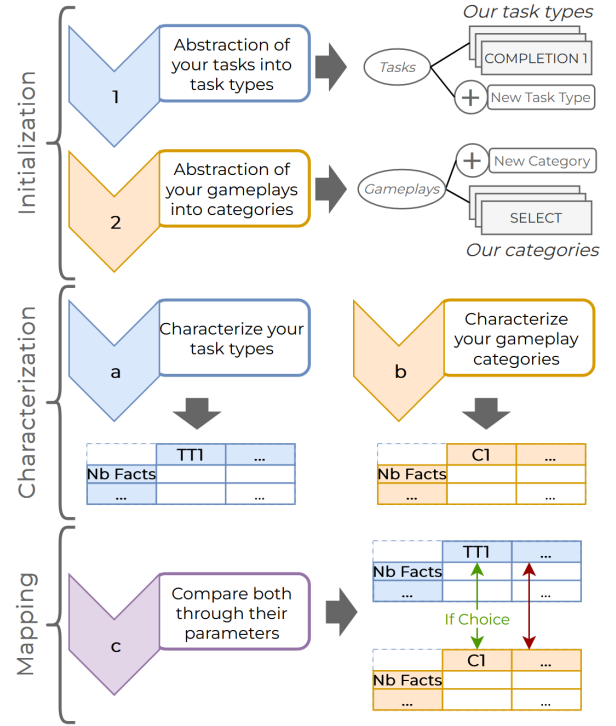 Initialization
1
Abstraction of
your tasks into
task types
Tasks
Our task types
COMPLETION 1
+
New Task Type
2
Abstraction of
your gameplays
into categories
Gameplays
+
New Category
SELECT
Our categories
Characterization
a
Characterize your
task types
TT1 ...
Nb Facts
... ...
b
Characterize
your gameplay
categories
C1 ...
Nb Facts
... ...
Mapping
c
Compare both
through their
parameters
TT1 ...
Nb Facts
... ...
If Choice
C1 ...
Nb Facts
... ...